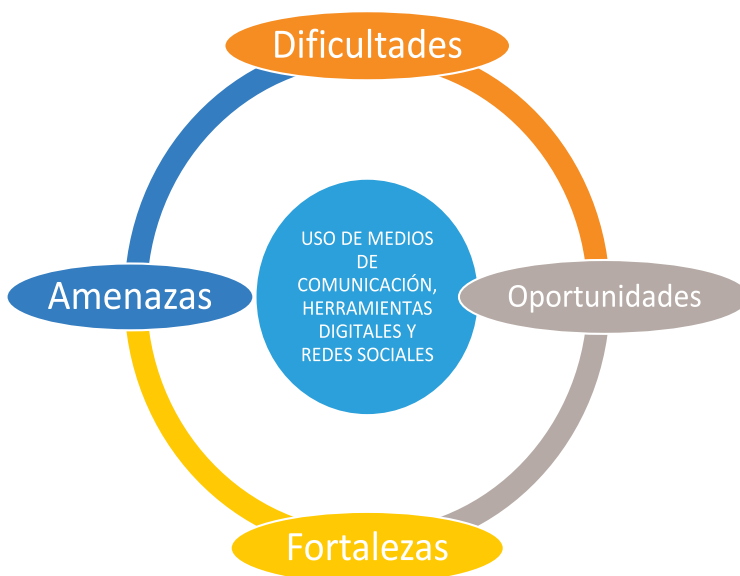 Dificultades
USO DE MEDIOS
DE
COMUNICACIÓN,
HERRAMIENTAS
DIGITALES Y
REDES SOCIALES
Amenazas
Oportunidades
Fortalezas